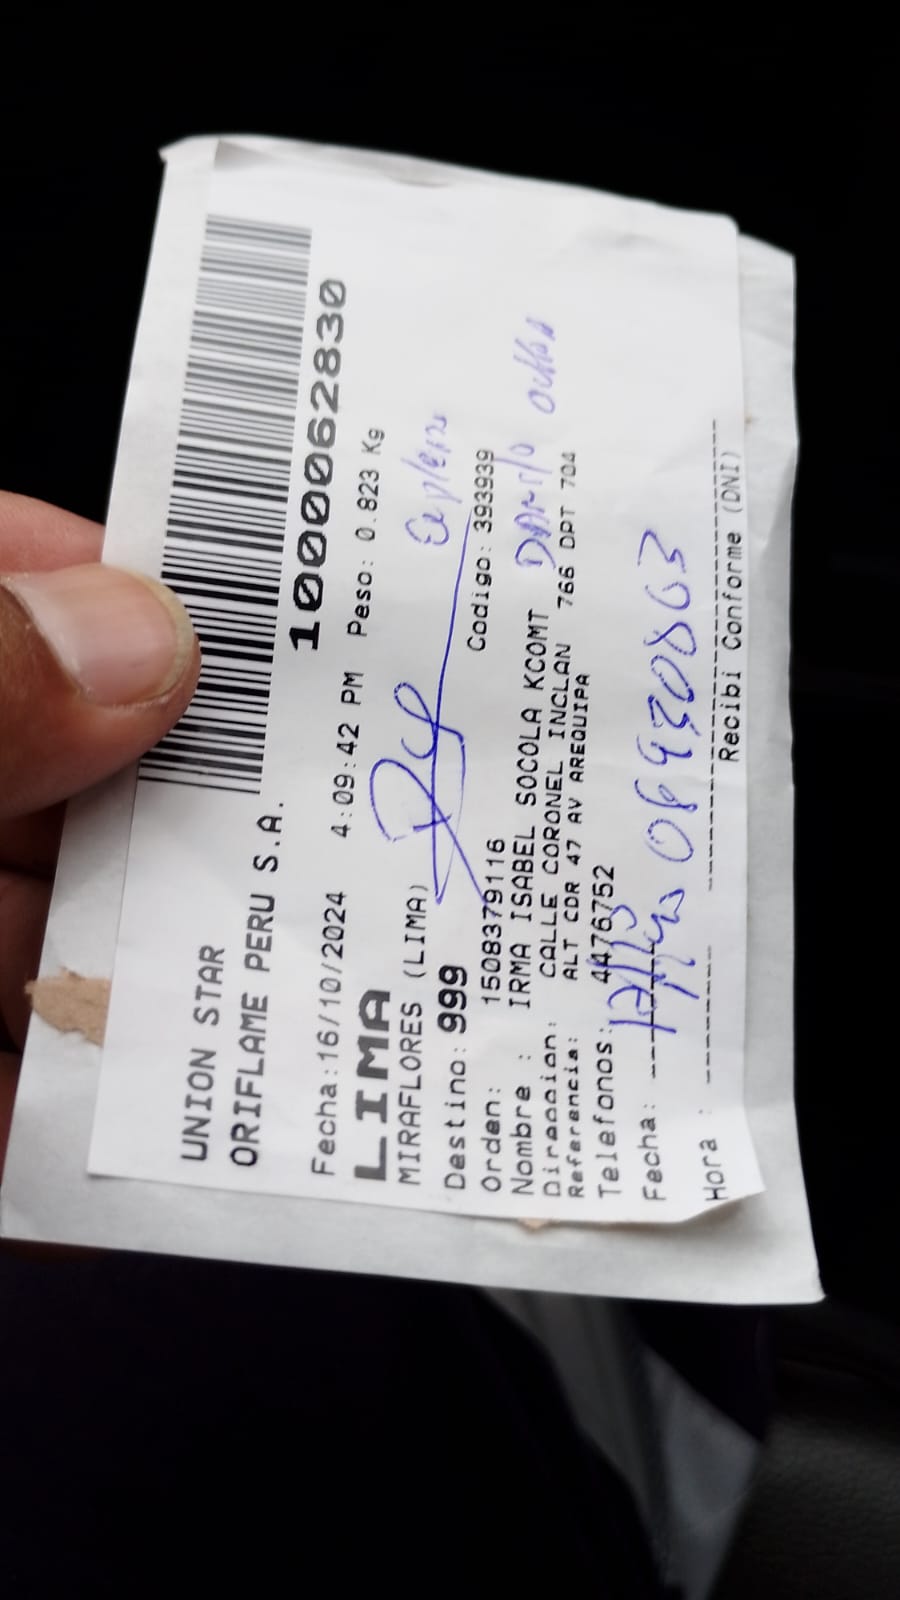 UNION STAR
ORIFLAME PERU S.A.
1000062830
Fecha:16/10/2024 4:09:42 PM Peso: 0.823 Kg
LIMA
MIRAFLORES (LIMA)
Destino: 999
Orden: 1508379116 Codigo: 393939
Nombre : IRMA ISABEL SOCOLA KCOMT
Direccion: CALLE CORONEL INCLAN 766 DPT 704
Referencia: ALT CDR 47 AV AREQUIPA
Telefonos: 4476752
Fecha:
Hora :
Recibi Conforme (DNI)